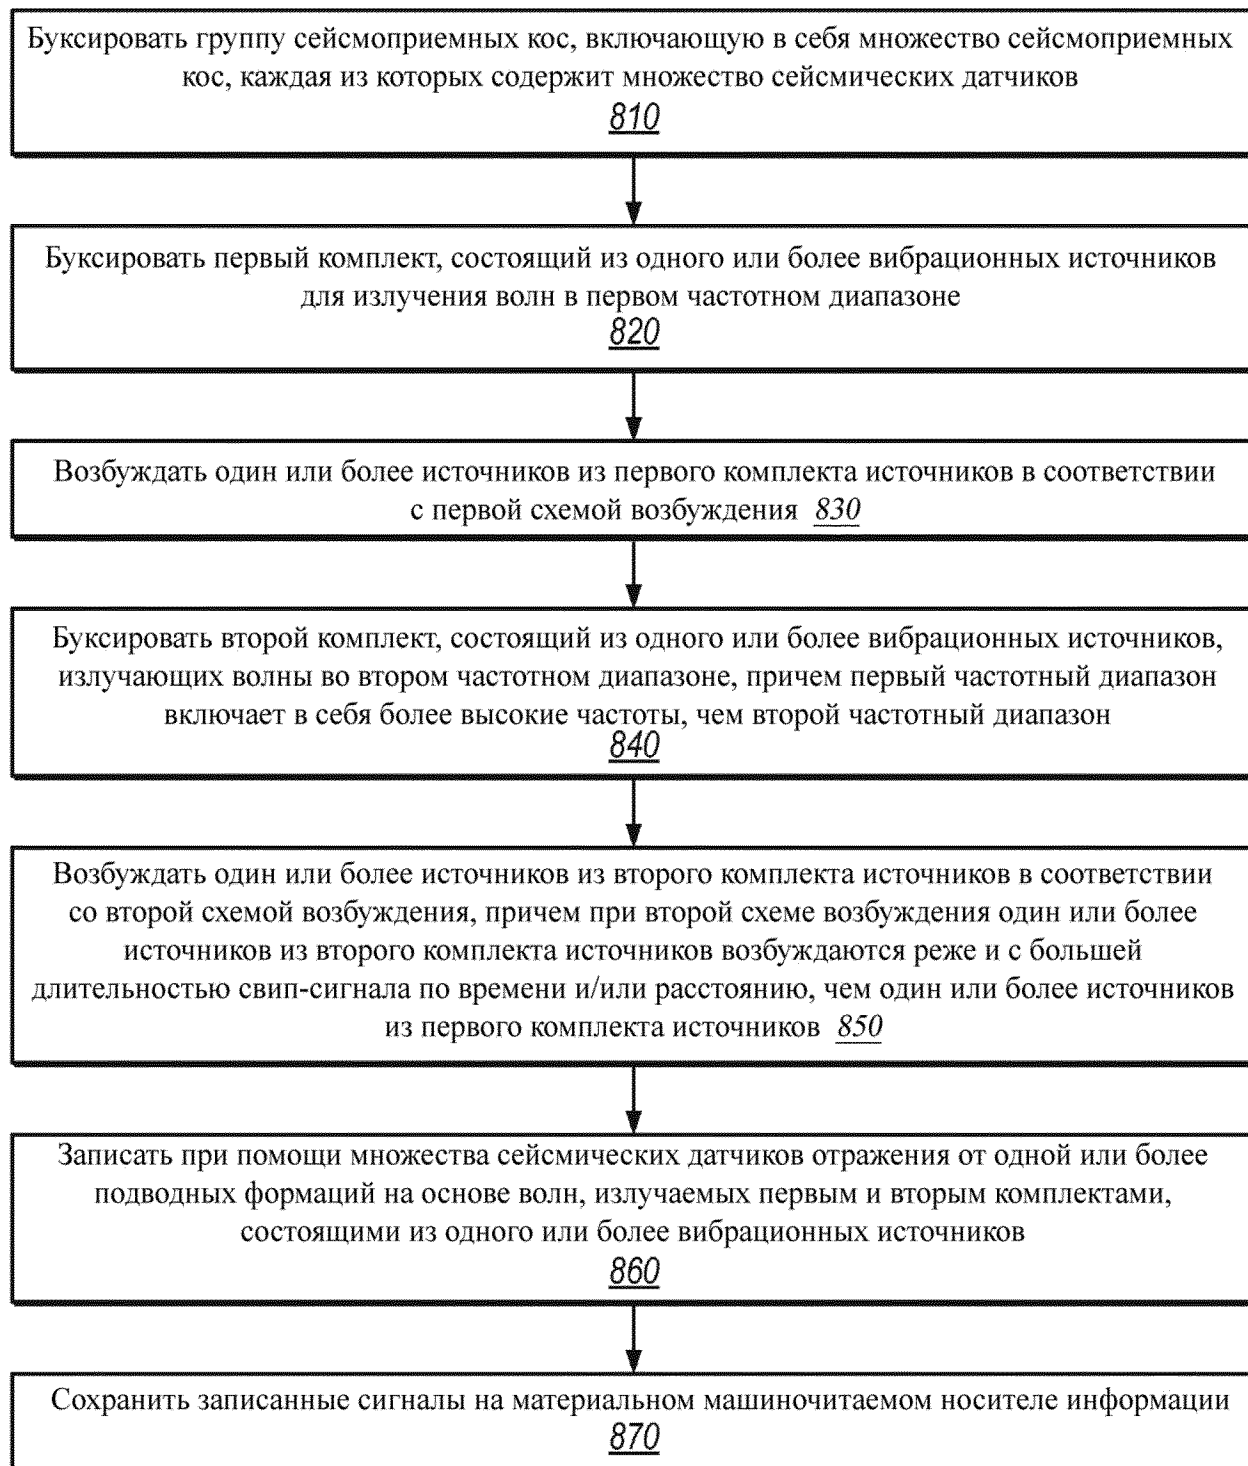 Буксировать группу сейсмоприемных кос, включающую в себя множество сейсмоприемных
кос, каждая из которых содержит множество сейсмических датчиков
810
Буксировать первый комплект, состоящий из одного или более вибрационных источников
для излучения волн в первом частотном диапазоне
820
Возбуждать один или более источников из первого комплекта источников в соответствии
с первой схемой возбуждения 830
Буксировать второй комплект, состоящий из одного или более вибрационных источников,
излучающих волны во втором частотном диапазоне, причем первый частотный диапазон
включает в себя более высокие частоты, чем второй частотный диапазон
840
Возбуждать один или более источников из второго комплекта источников в соответствии
со второй схемой возбуждения, причем при второй схеме возбуждения один или более
источников из второго комплекта источников возбуждаются реже и с большей
длительностью свип-сигнала по времени и/или расстоянию, чем один или более источников
из первого комплекта источников 850
Записать при помощи множества сейсмических датчиков отражения от одной или более
подводных формаций на основе волн, излучаемых первым и вторым комплектами,
состоящими из одного или более вибрационных источников
860
Сохранить записанные сигналы на материальном машиночитаемом носителе информации
870